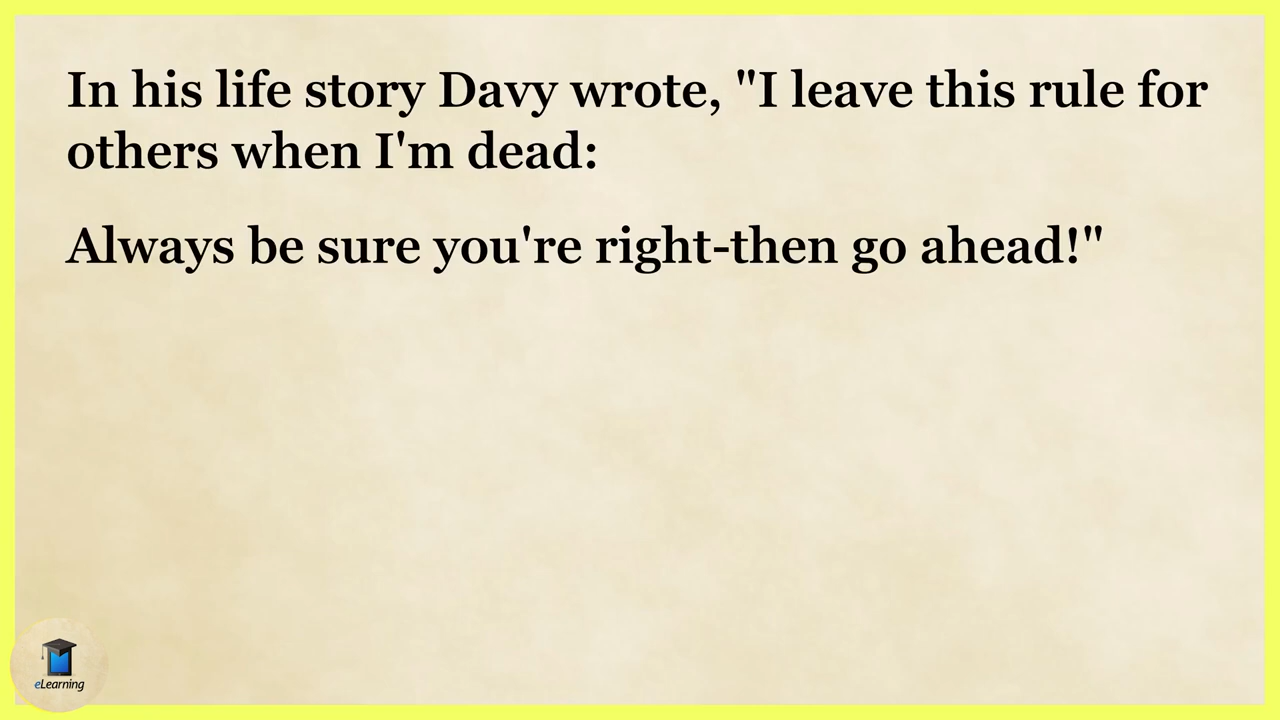 In his life story Davy wrote, "I leave this rule for
others when I'm dead:
Always be sure you're right-then go ahead!"
eLearning